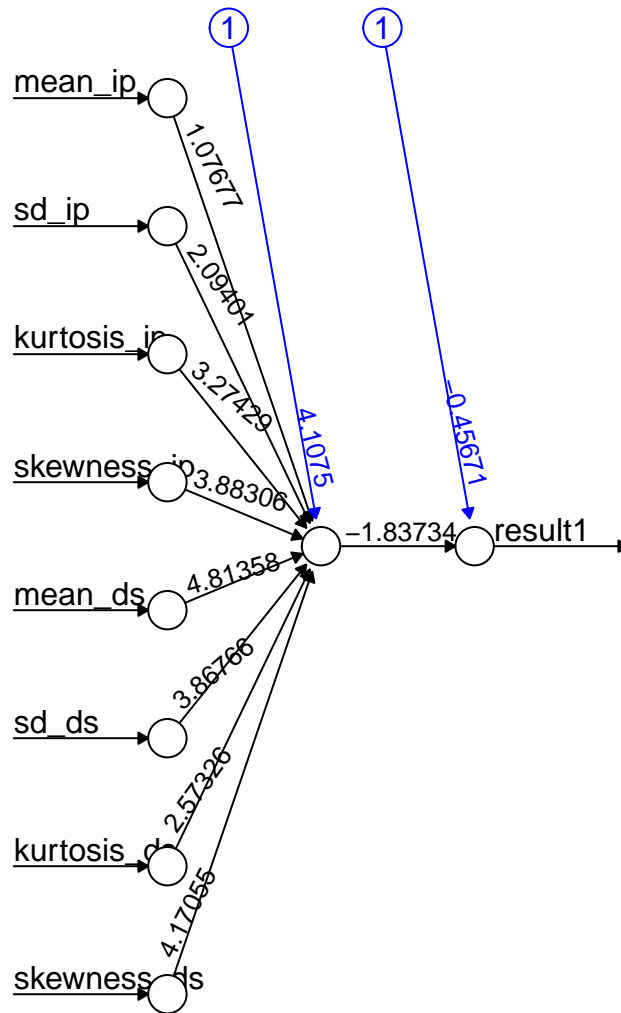 1
1
mean_ip
1.07677
sd_ip
2.09401
kurtosis_ip
3.27429
4.1075
−0.45671
skewness_ip
3.88306
−1.83734
result1
mean_ds
4.81358
3.86766
sd_ds
2.57326
kurtosis_ds
4.17055
skewness_ds